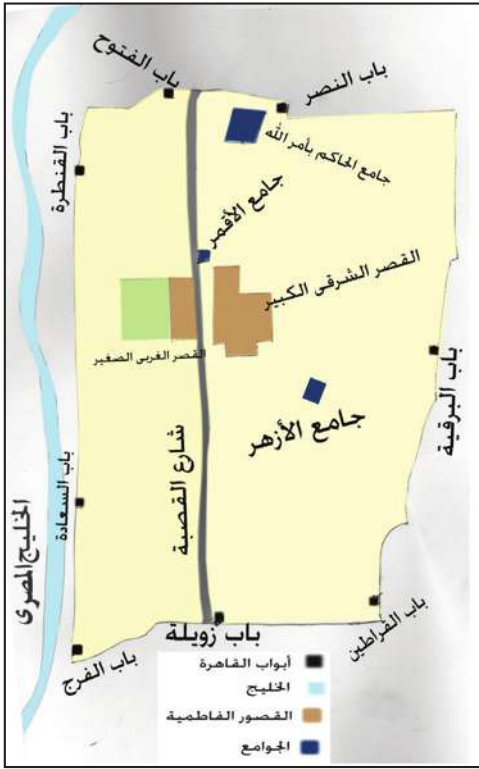 باب الفتوح
باب النصر
جامع الحاكم بأمر الله
باب القنطرة
جامع الأقمر
القصر الشرقى الكبير
القصر الغربى الصغير
باب البرقية
جامع الأزهر
شارع القصبة
باب السعادة
الخليج المصرى
باب القراطين
باب زويلة
باب الفرج
أبواب القاهرة
الخليج
القصور الفاطمية
الجوامع